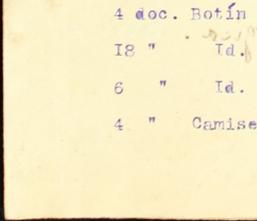 4 doc. Botín
18 " Id.
6 " Id.
4 " Camise